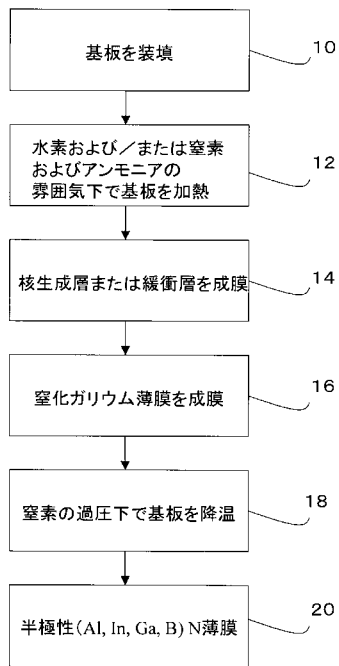 基板を装填
10
水素および/または窒素
およびアンモニアの
雰囲気下で基板を加熱
12
核生成層または緩衝層を成膜
14
窒化ガリウム薄膜を成膜
16
窒素の過圧下で基板を降温
18
半極性(Al, In, Ga, B) N薄膜
20